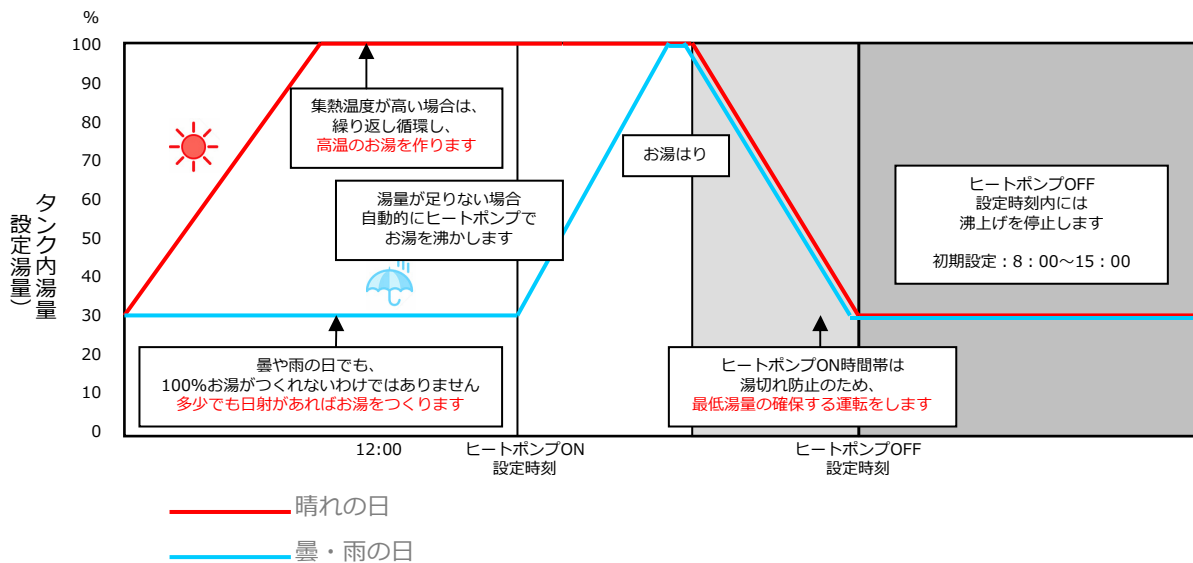 %
100
90
80
70
60
50
40
30
20
10
0
タンク内湯量
設定湯量）
集熱温度が高い場合は、
繰り返し循環し、
高温のお湯を作ります
湯量が足りない場合
自動的にヒートポンプで
お湯を沸かします
お湯はり
ヒートポンプOFF
設定時刻内には
沸上げを停止します
初期設定：8：00～15：00
曇や雨の日でも、
100%お湯がつくれないわけではありません
多少でも日射があればお湯をつくります
ヒートポンプON時間帯は
湯切れ防止のため、
最低湯量の確保する運転をします
12:00
ヒートポンプON
設定時刻
ヒートポンプOFF
設定時刻
晴れの日
曇・雨の日